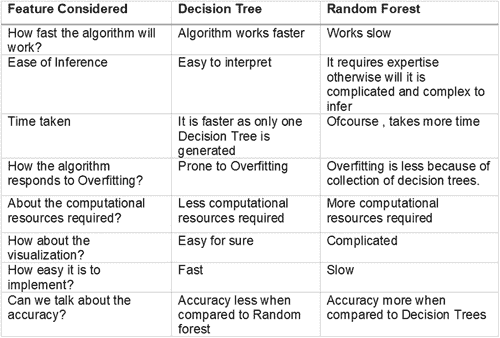 Feature Considered Decision Tree Random Forest
How fast the algorithm will work? Algorithm works faster Works slow
Ease of Inference Easy to interpret It requires expertise otherwise will it is complicated and complex to infer
Time taken It is faster as only one Decision Tree is generated Ofcourse , takes more time
How the algorithm responds to Overfitting? Prone to Overfitting Overfitting is less because of collection of decision trees.
About the computational resources required? Less computational resources required More computational resources required
How about the visualization? Easy for sure Complicated
How easy it is to implement? Fast Slow
Can we talk about the accuracy? Accuracy less when compared to Random forest Accuracy more when compared to Decision Trees